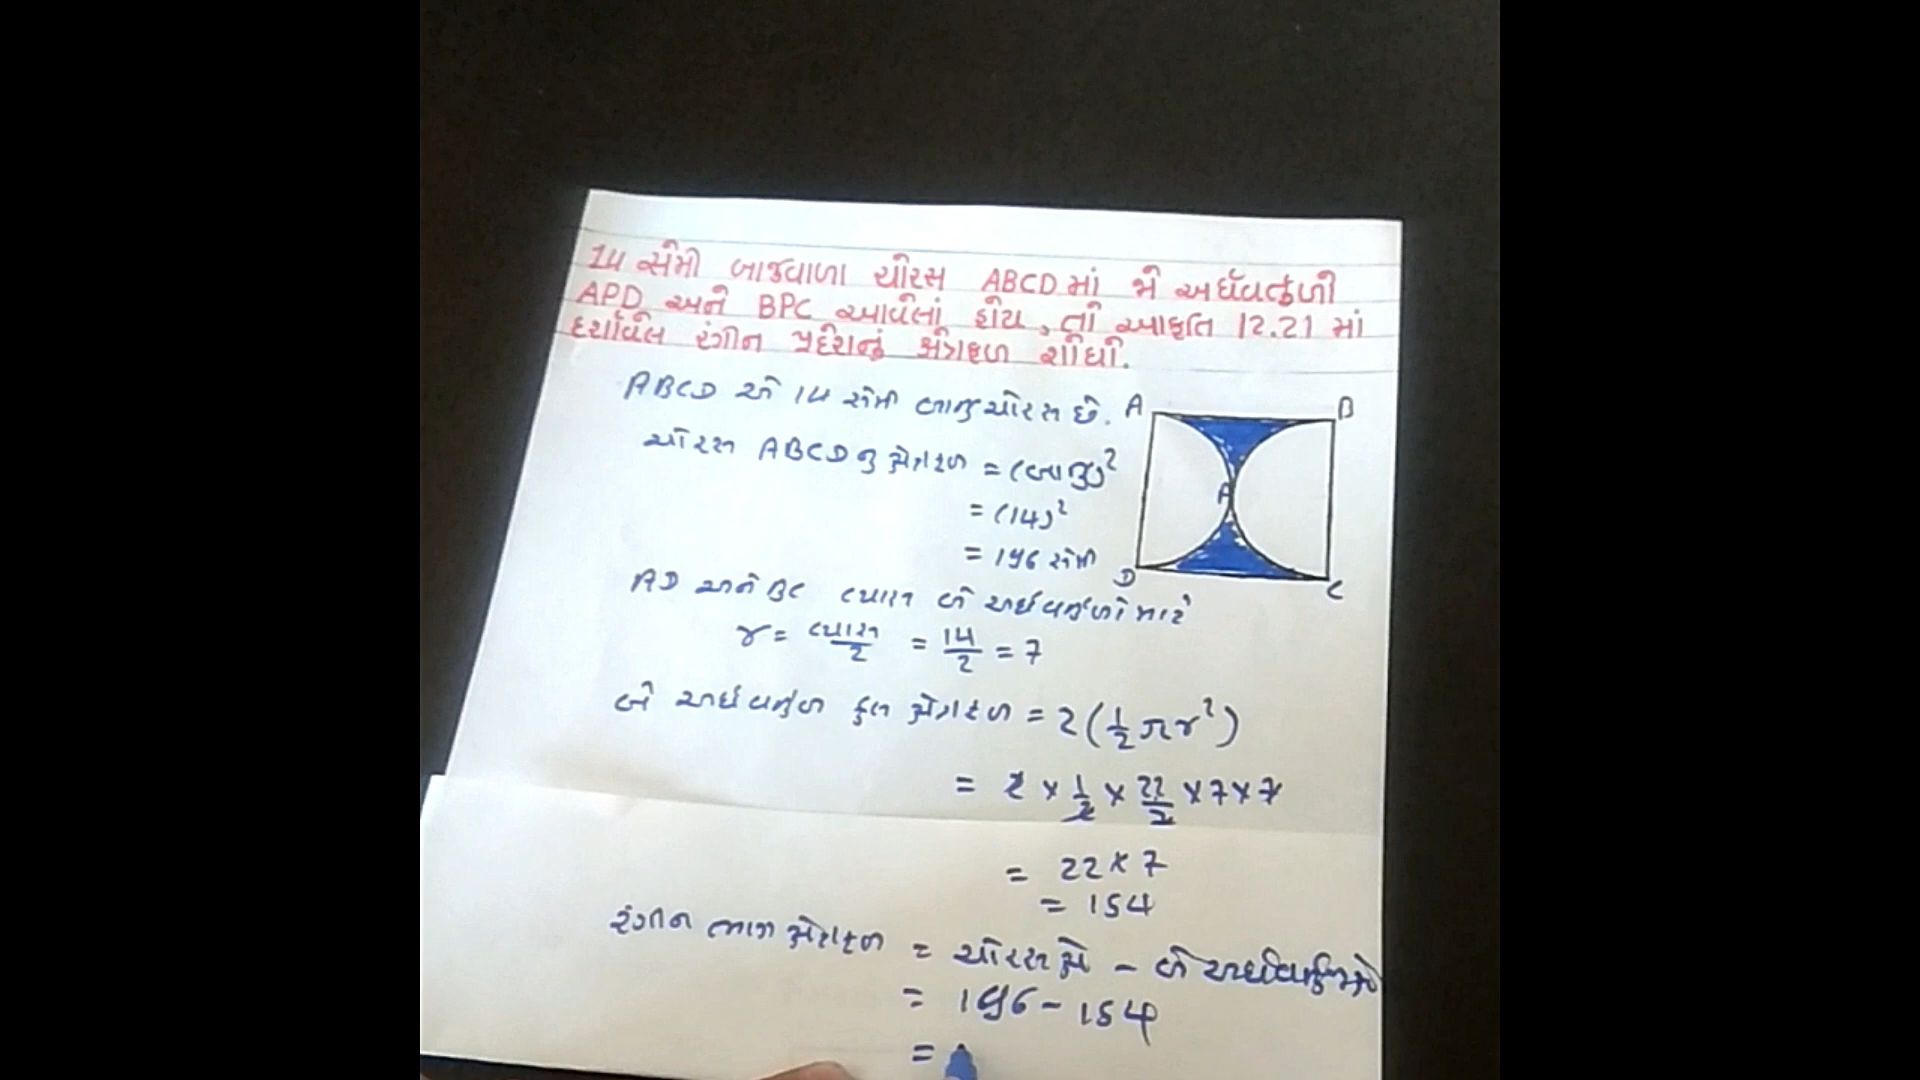 14 સેમી બાજુવાળા ચોરસ ABCD માં બે અર્ધવર્તુળો
APD અને BPC આવેલાં હોય, તો આકૃતિ 12.21 માં
દર્શાવેલ રંગીન પ્રદેશનું ક્ષેત્રફળ શોધો.
ABCD એ 14 સેમી બાજુ ચોરસ છે.
ચોરસ ABCD નુ ક્ષેત્રફળ = (બાજુ)²
= (14)²
= 196 સેમી
A B
A
D C
AD અને BC વ્યાસ બે અર્ધવર્તુળો માટે
r = વ્યાસ/2 = 14/2 = 7
બે અર્ધવર્તુળ કુલ ક્ષેત્રફળ = 2(1/2 πr²)
= 2 × 1/2 × 22/7 × 7 × 7
= 22 × 7
= 154
રંગીન ભાગ ક્ષેત્રફળ = ચોરસ ક્ષે - બે અર્ધવર્તુળ ક્ષે
= 196 - 154
=